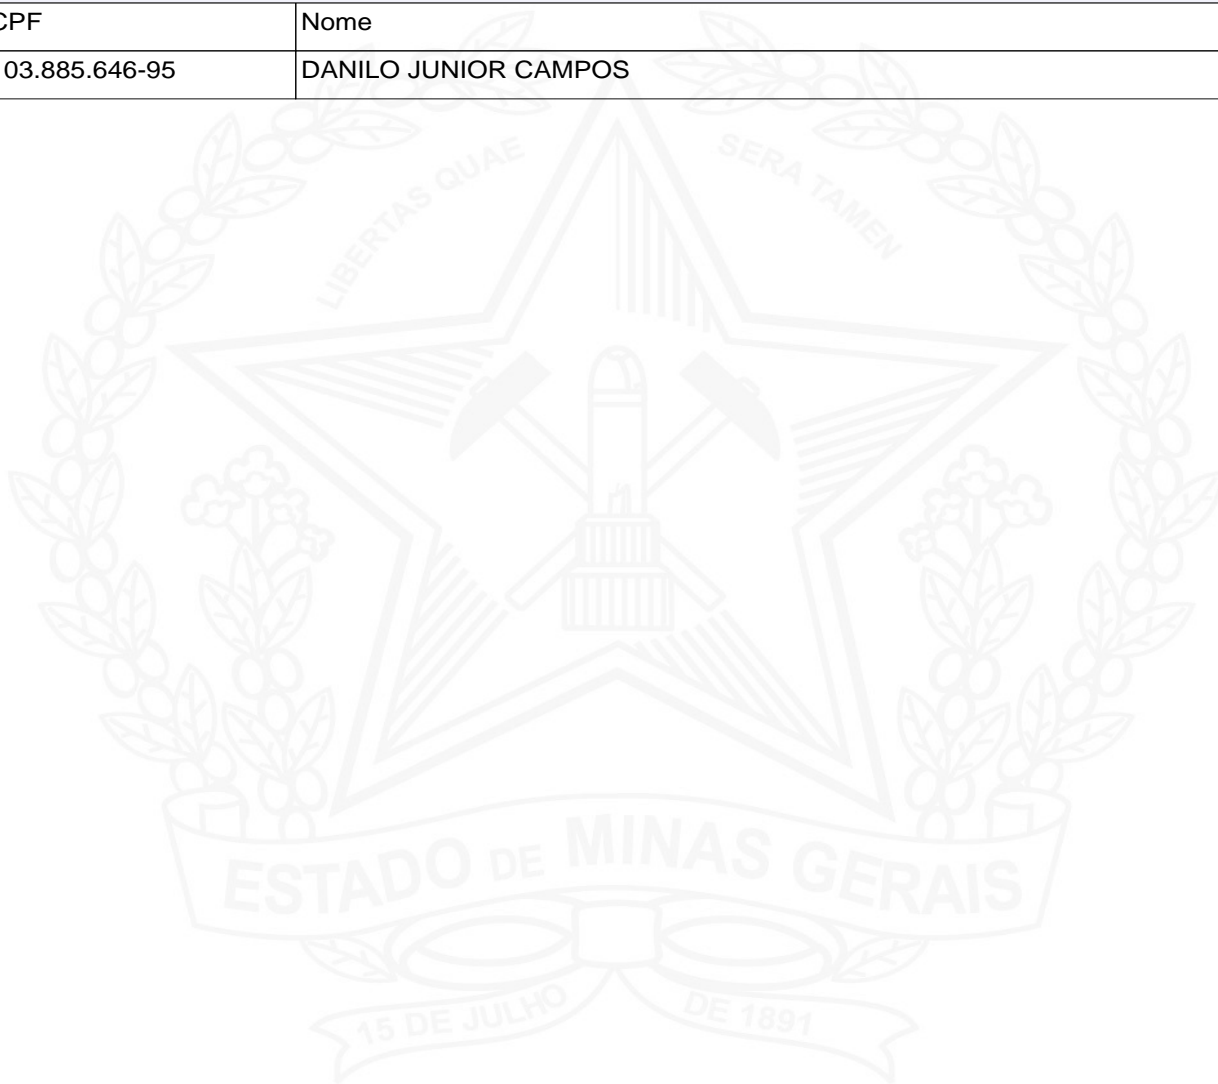 CPF Nome
03.885.646-95 DANILO JUNIOR CAMPOS
LIBERTAS QUAE SERA TAMEN
ESTADO DE MINAS GERAIS
15 DE JULHO DE 1891